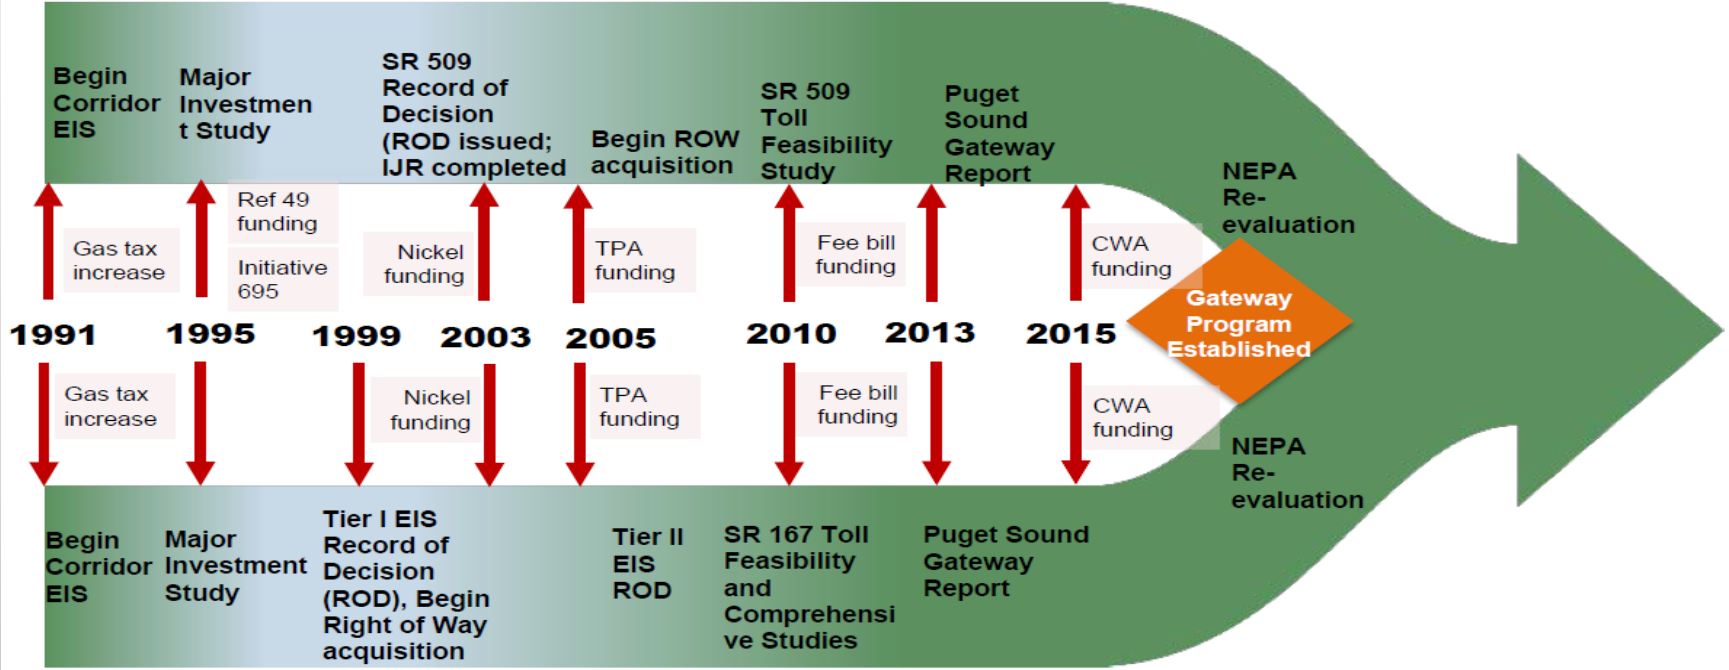 Begin
Corridor
EIS
Major
Investmen
t Study
SR 509
Record of
Decision
(ROD issued;
IJR completed
Begin ROW
acquisition
SR 509
Toll
Feasibility
Study
Puget
Sound
Gateway
Report
NEPA
Re-
evaluation
Gas tax
increase
Ref 49
funding
Initiative
695
Nickel
funding
TPA
funding
Fee bill
funding
CWA
funding
1991
1995
1999
2003
2005
2010
2013
2015
Gateway
Program
Established
Gas tax
increase
Nickel
funding
TPA
funding
Fee bill
funding
CWA
funding
NEPA
Re-
evaluation
Begin
Corridor
EIS
Major
Investment
Study
Tier I EIS
Record of
Decision
(ROD), Begin
Right of Way
acquisition
Tier II
EIS
ROD
SR 167 Toll
Feasibility
and
Comprehensi
ve Studies
Puget Sound
Gateway
Report